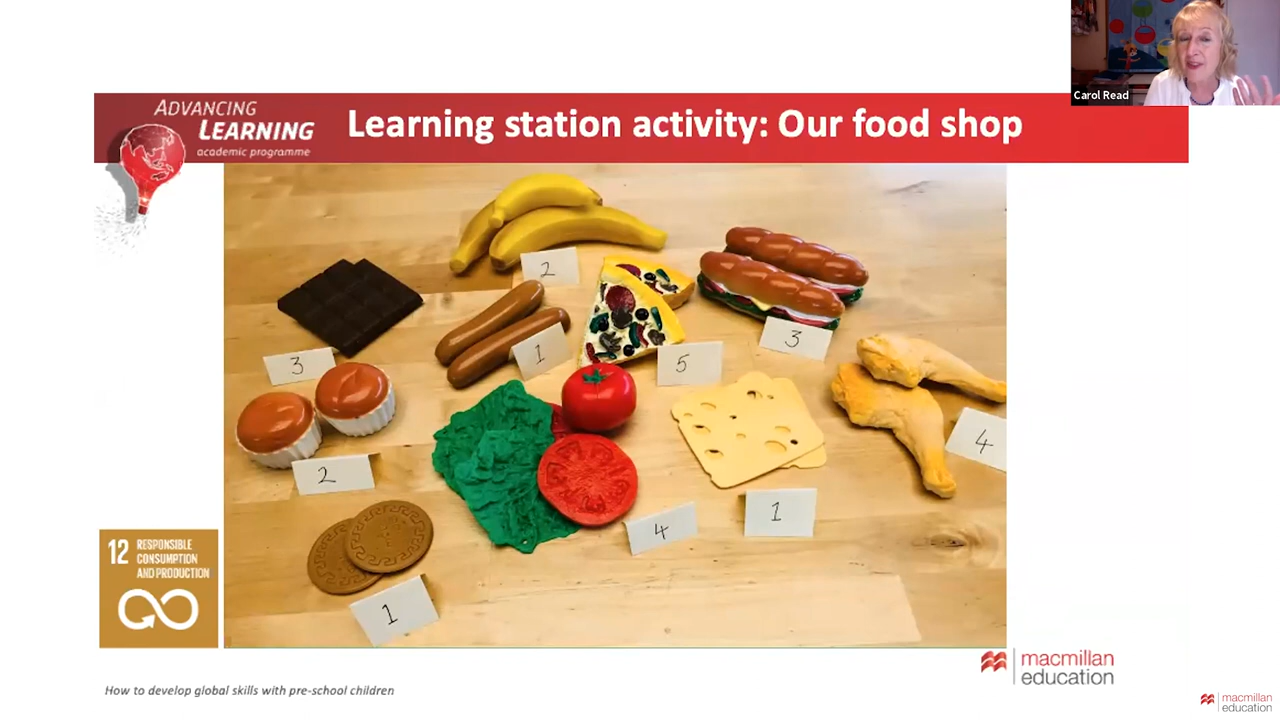 Carol Read
ADVANCING
LEARNING
academic programme
Learning station activity: Our food shop
2
3
1
5
3
4
2
4
1
1
12 RESPONSIBLE
CONSUMPTION
AND PRODUCTION
How to develop global skills with pre-school children
macmillan
education
macmillan
education